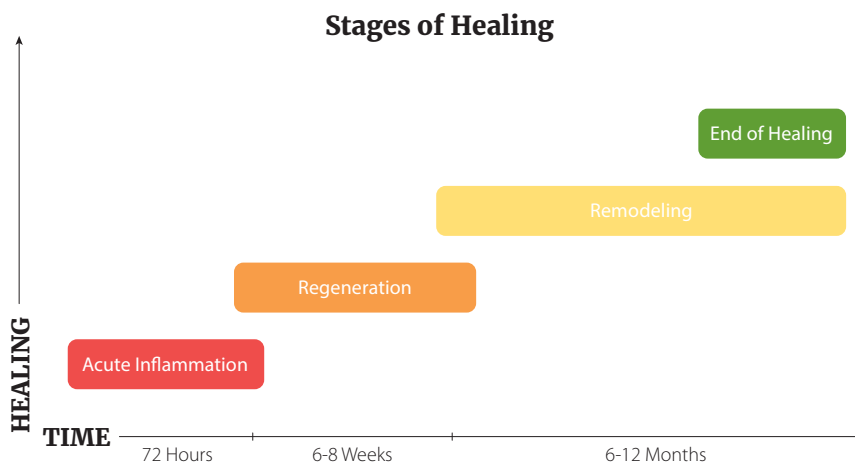 Stages of Healing
End of Healing
Remodeling
Regeneration
Acute Inflammation
HEALING
TIME
72 Hours
6-8 Weeks
6-12 Months